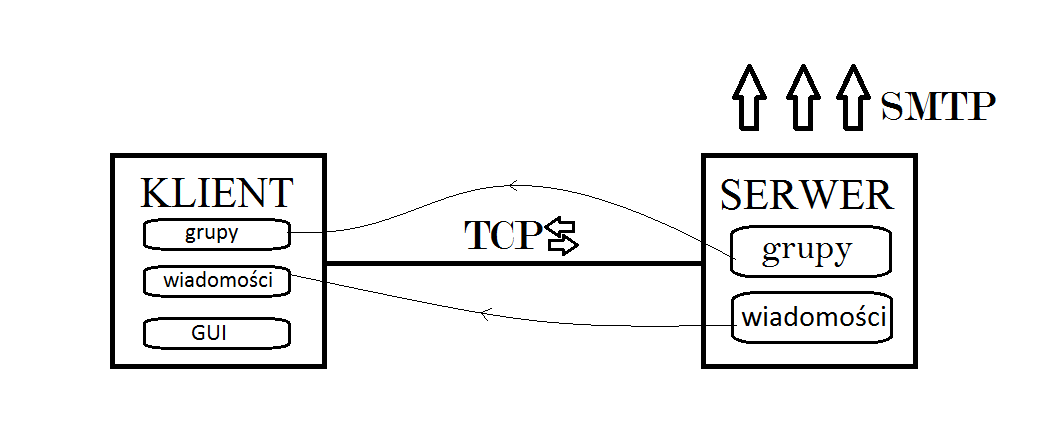 SMTP
KLIENT
grupy
wiadomości
GUI
TCP
SERWER
grupy
wiadomości